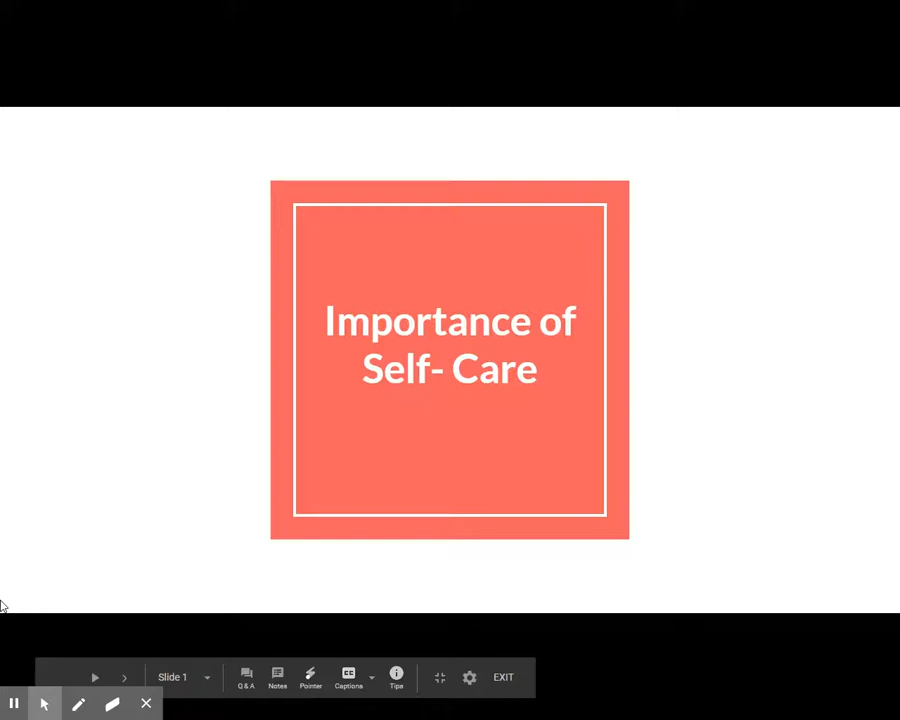 Importance of
Self- Care
Slide 1
Q & A
Notes
Pointer
Captions
Tips
EXIT